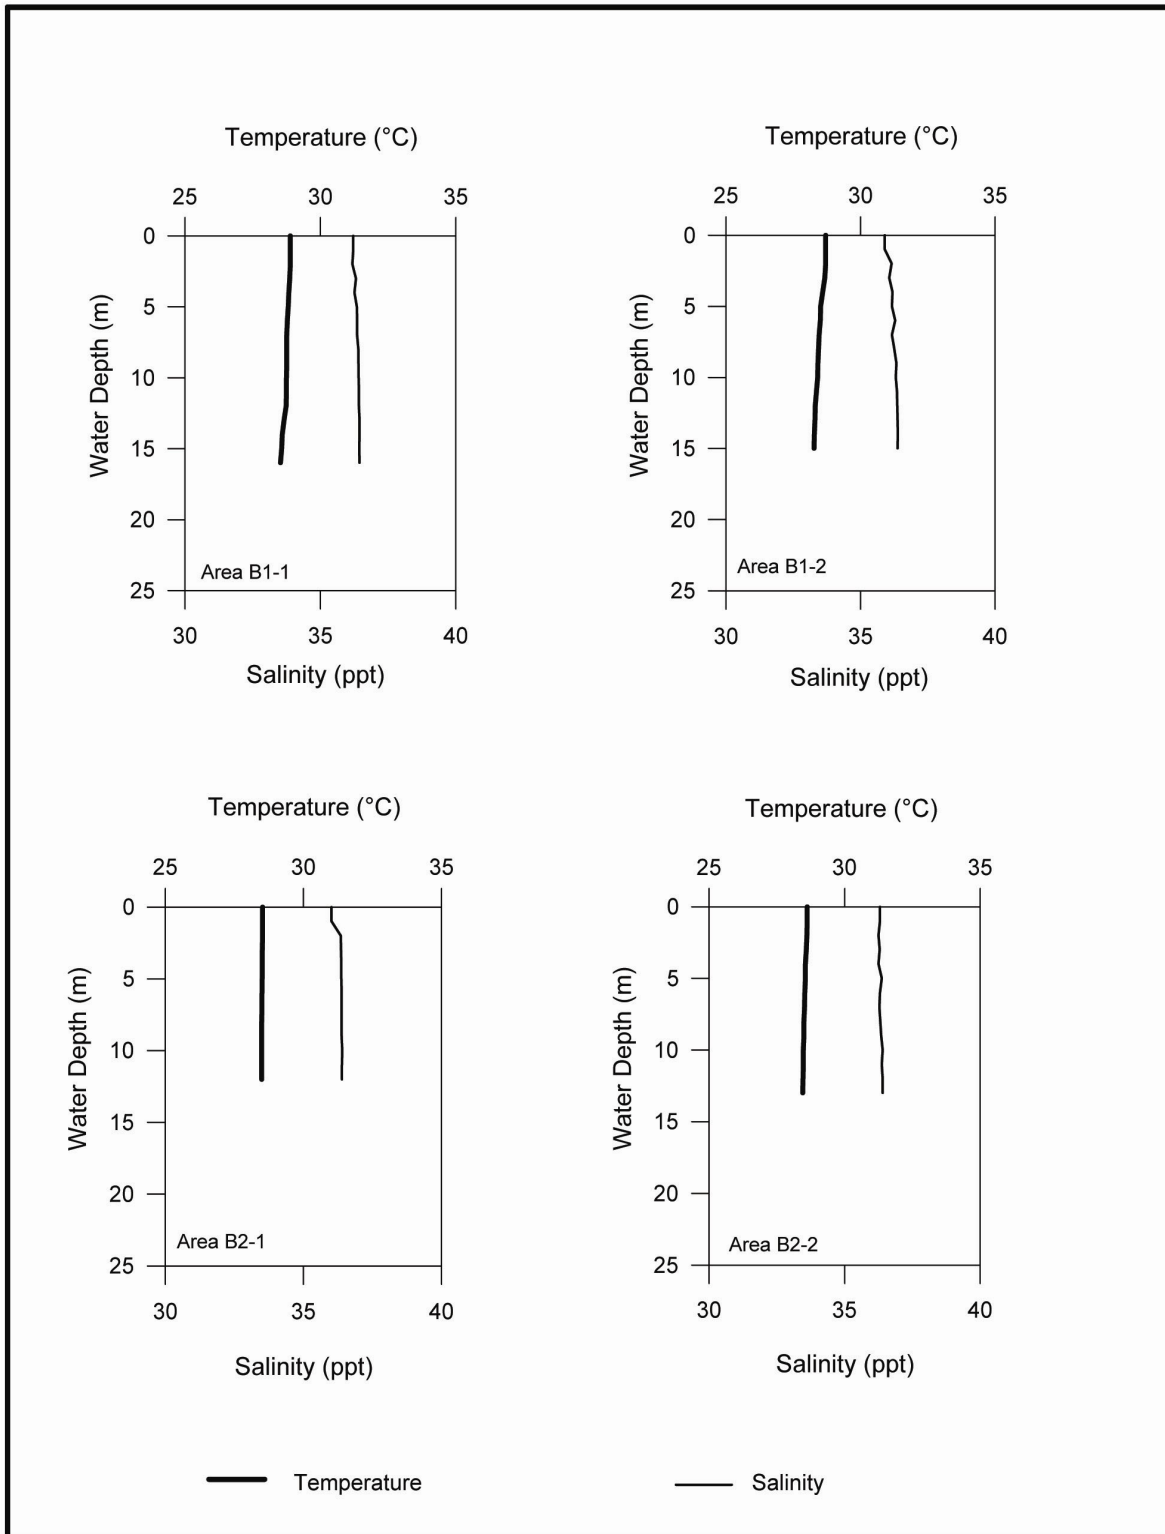 Temperature (°C)
25 30 35
0
5
10
15
20
25
Water Depth (m)
Area B1-1
30 35 40
Salinity (ppt)
Temperature (°C)
25 30 35
0
5
10
15
20
25
Water Depth (m)
Area B1-2
30 35 40
Salinity (ppt)
Temperature (°C)
25 30 35
0
5
10
15
20
25
Water Depth (m)
Area B2-1
30 35 40
Salinity (ppt)
Temperature (°C)
25 30 35
0
5
10
15
20
25
Water Depth (m)
Area B2-2
30 35 40
Salinity (ppt)
Temperature
Salinity